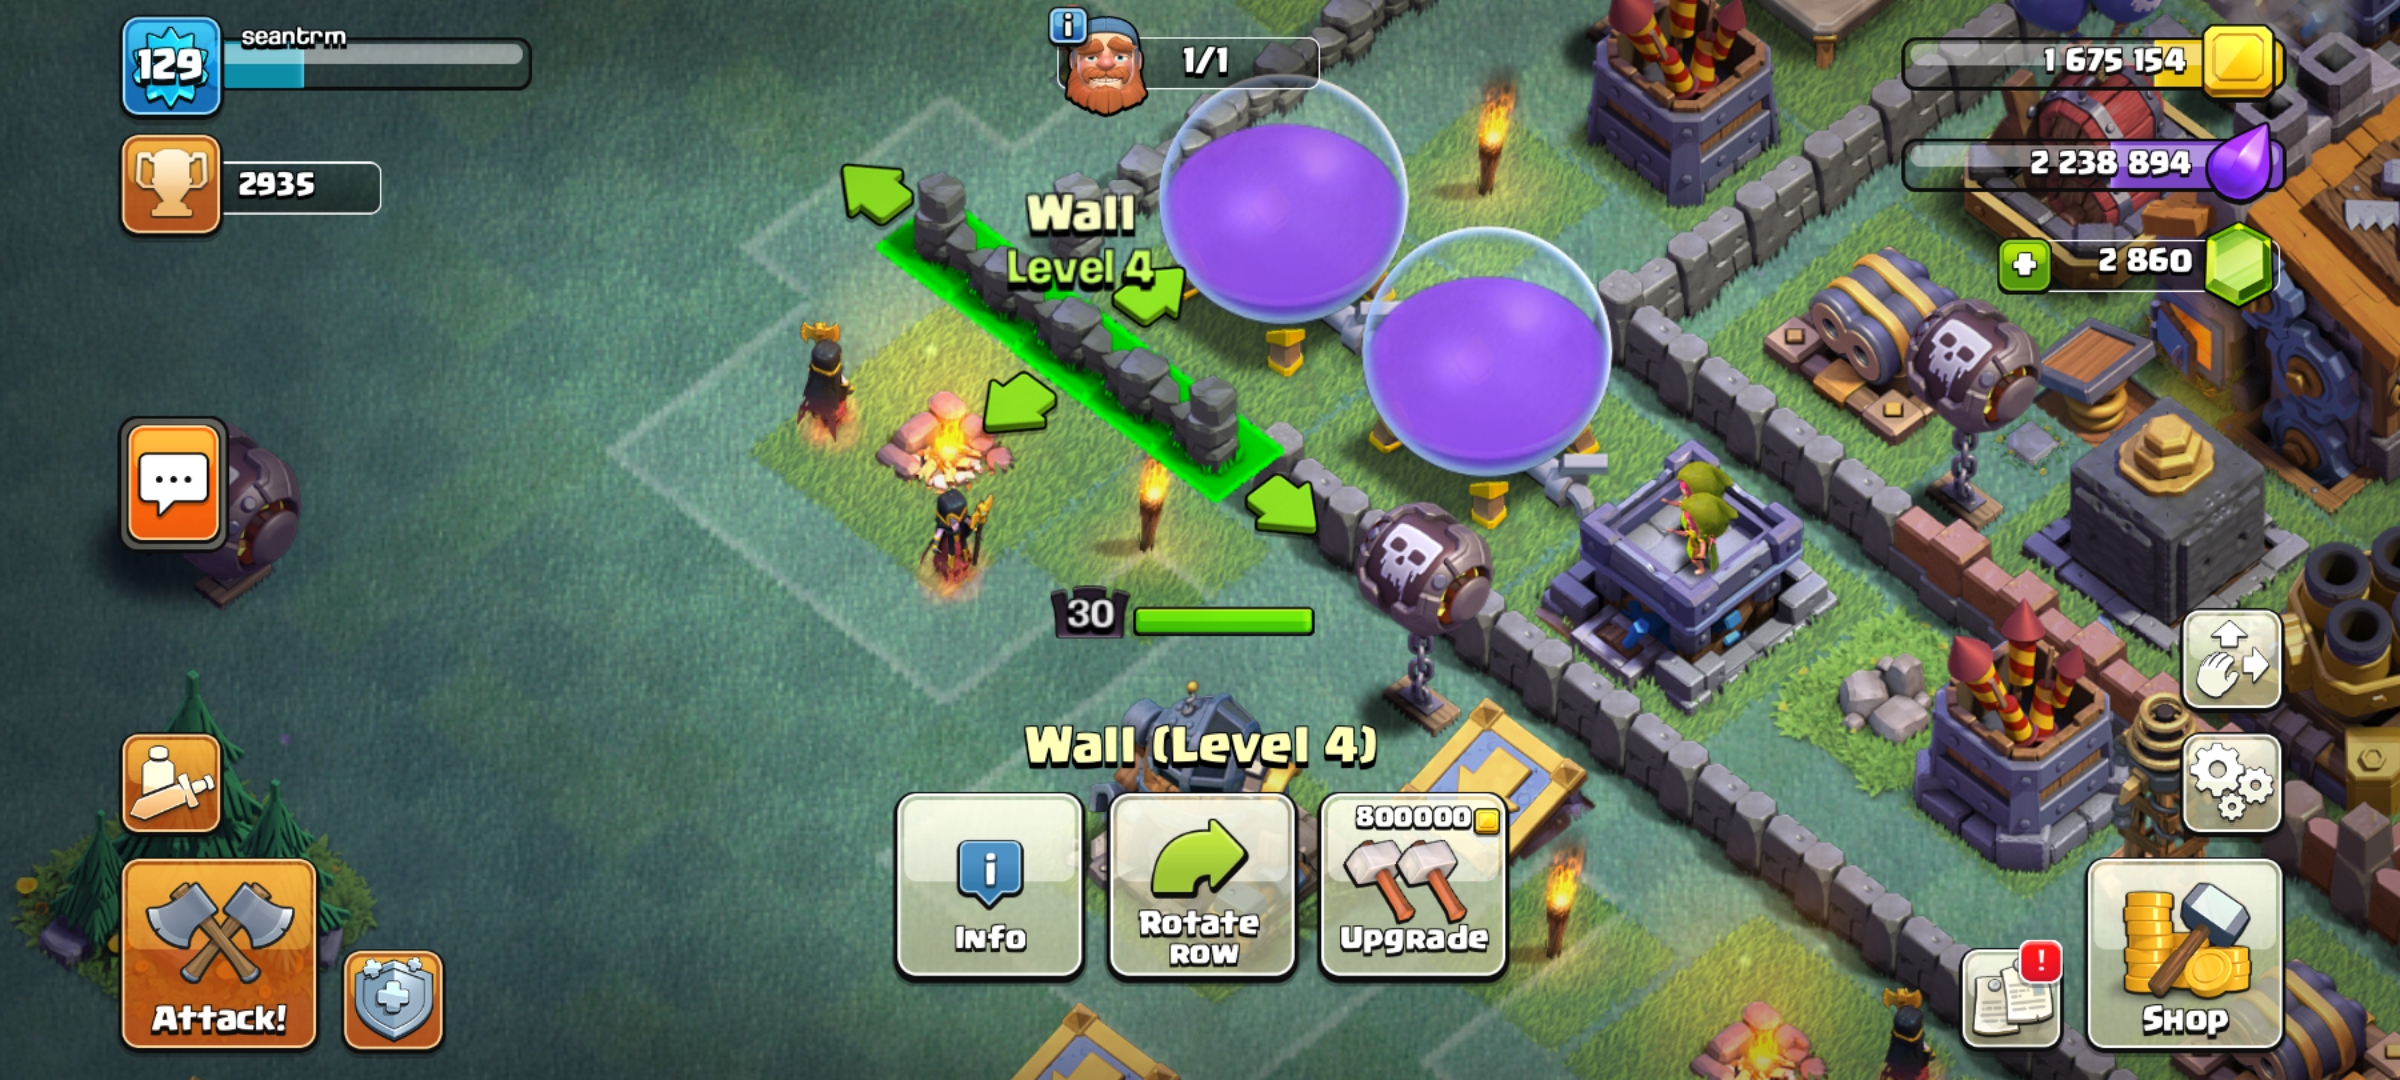 129
seantrm
1/1
1 675 154
2935
2 238 894
2 860
Wall
Level 4
30
Wall (Level 4)
800000
Info
Rotate
Row
Upgrade
Attack!
!
Shop